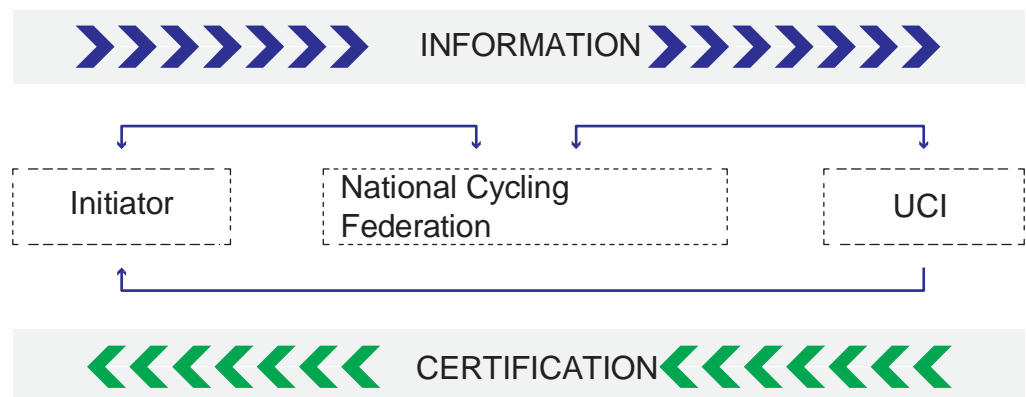 INFORMATION
Initiator
National Cycling
Federation
UCI
CERTIFICATION